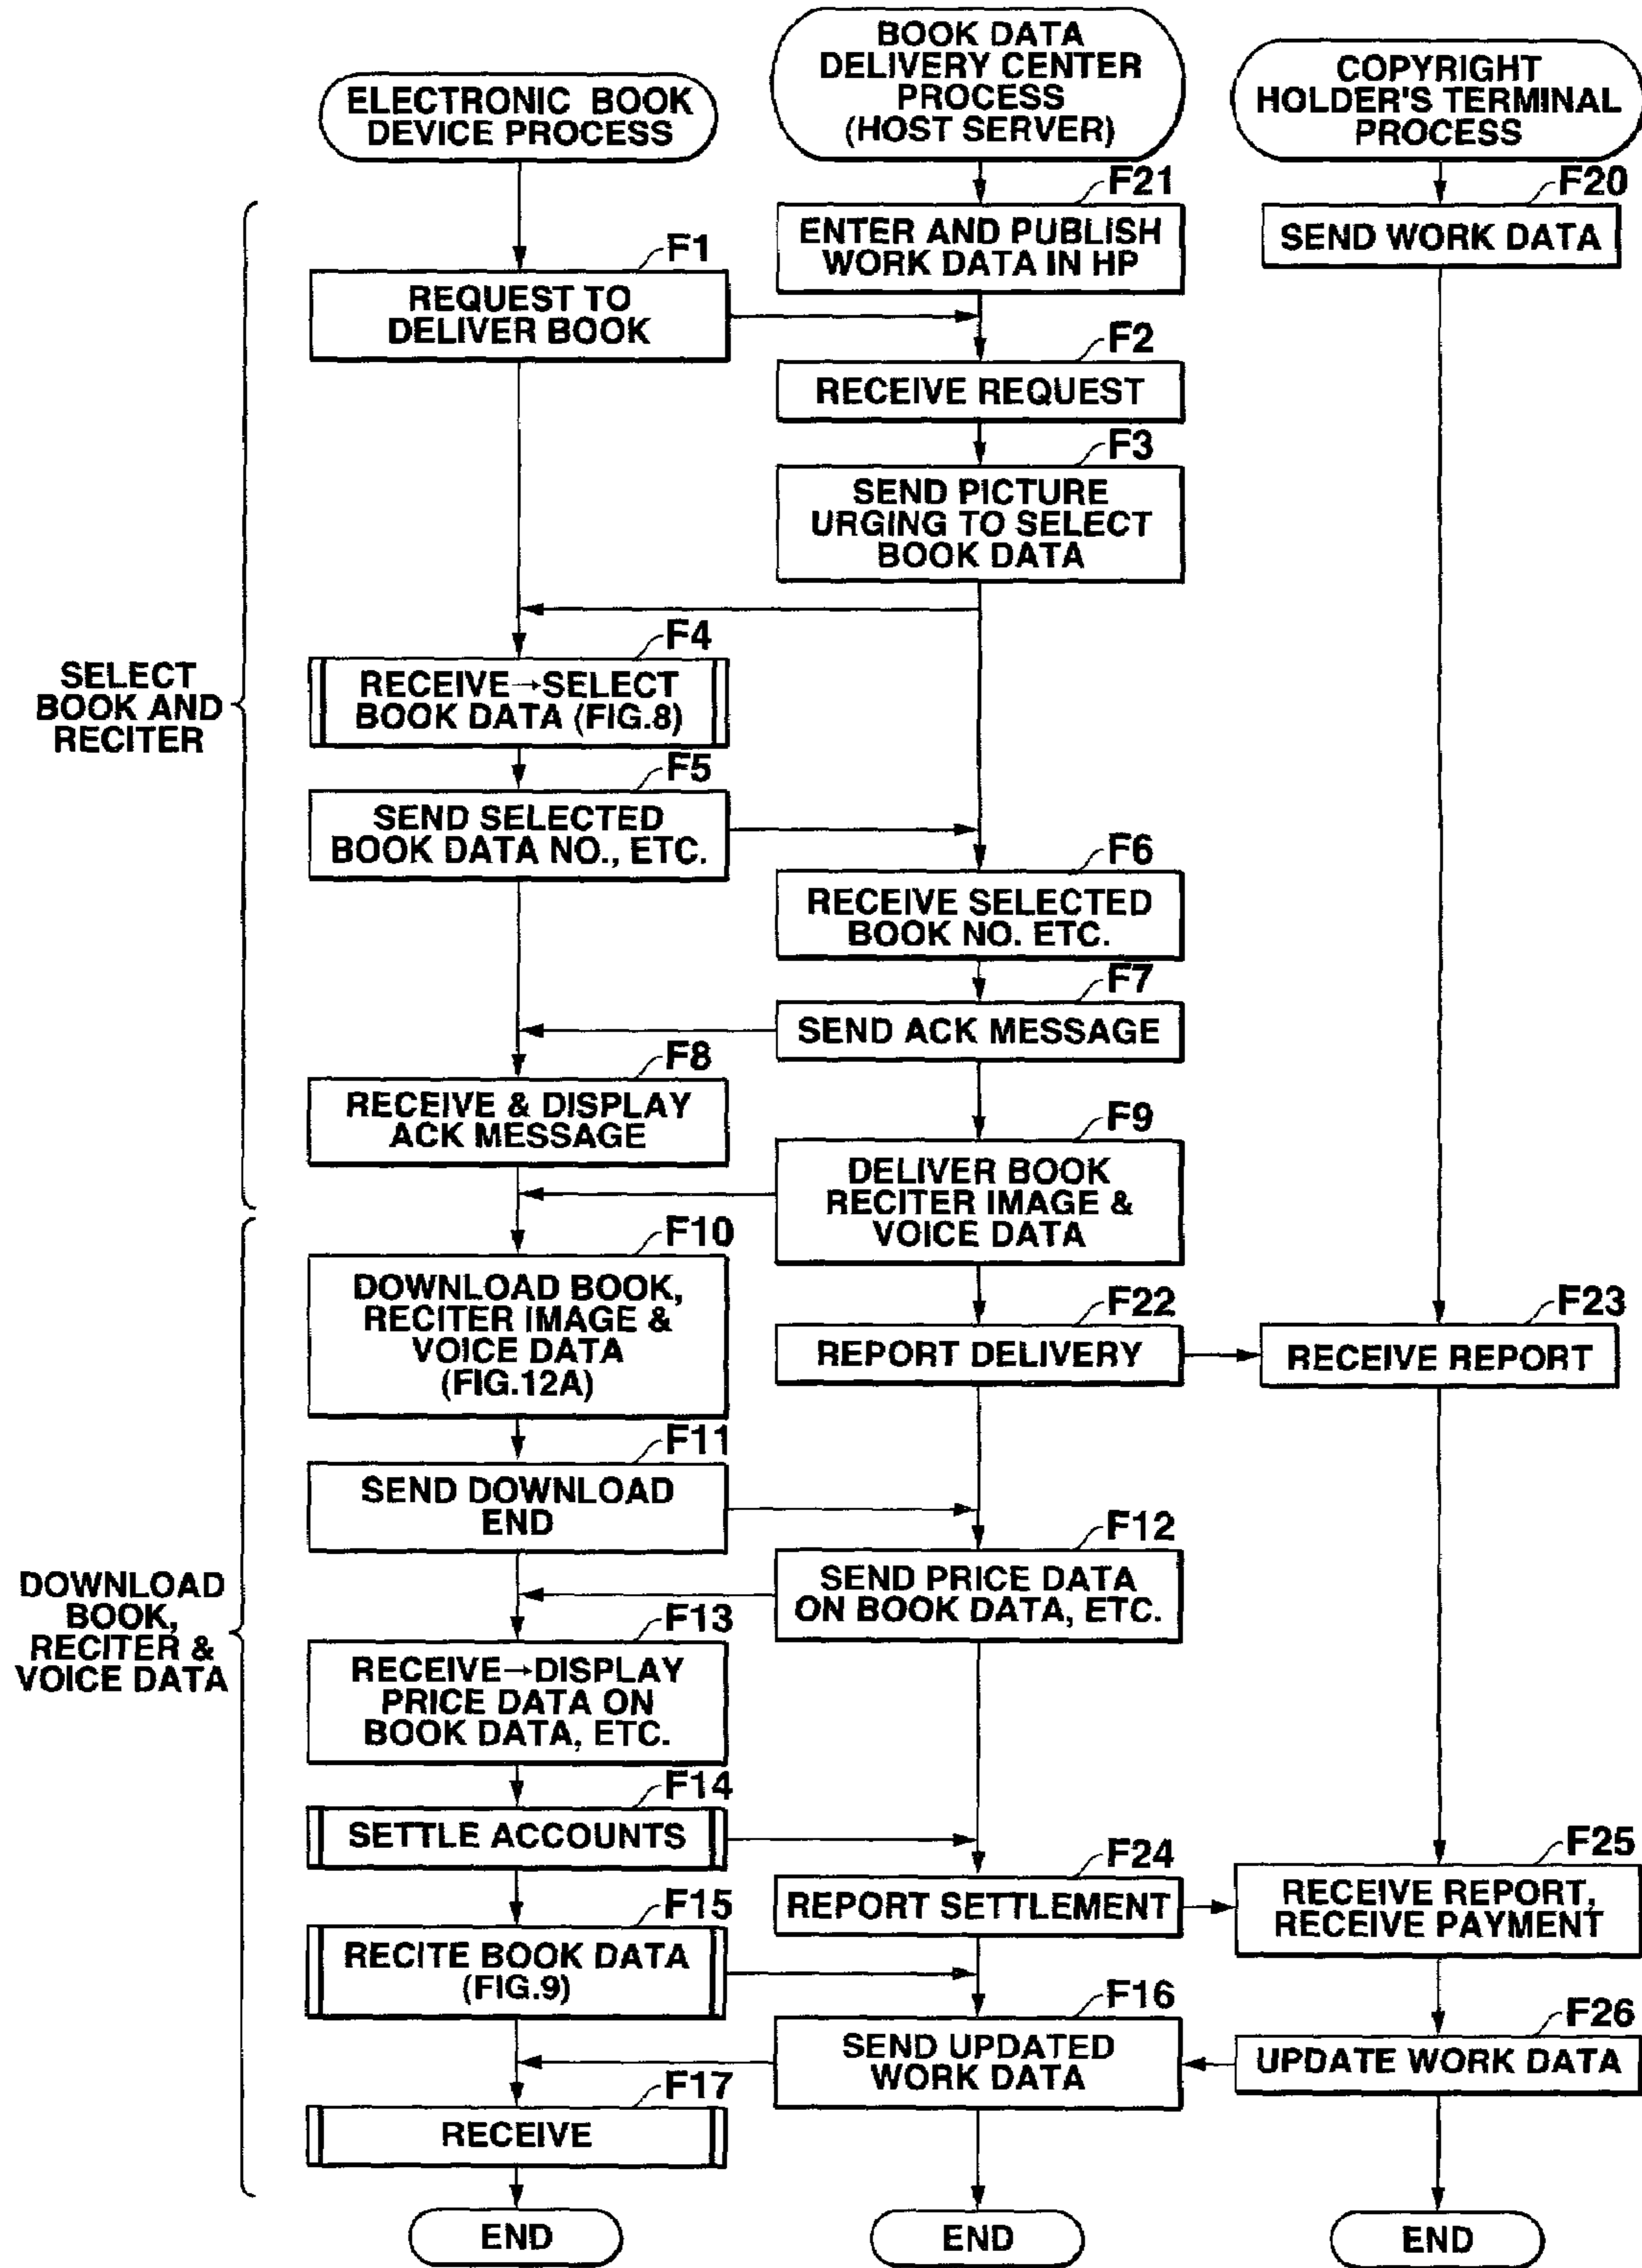 ELECTRONIC BOOK
DEVICE PROCESS
BOOK DATA
DELIVERY CENTER
PROCESS
(HOST SERVER)
COPYRIGHT
HOLDER'S TERMINAL
PROCESS
F21
ENTER AND PUBLISH
WORK DATA IN HP
F20
SEND WORK DATA
F1
REQUEST TO
DELIVER BOOK
F2
RECEIVE REQUEST
F3
SEND PICTURE
URGING TO SELECT
BOOK DATA
SELECT
BOOK AND
RECITER
F4
RECEIVE→SELECT
BOOK DATA (FIG.8)
F5
SEND SELECTED
BOOK DATA NO., ETC.
F6
RECEIVE SELECTED
BOOK NO. ETC.
F7
SEND ACK MESSAGE
F8
RECEIVE & DISPLAY
ACK MESSAGE
F9
DELIVER BOOK
RECITER IMAGE &
VOICE DATA
F10
DOWNLOAD BOOK,
RECITER IMAGE &
VOICE DATA
(FIG.12A)
F22
REPORT DELIVERY
F23
RECEIVE REPORT
F11
SEND DOWNLOAD
END
F12
SEND PRICE DATA
ON BOOK DATA, ETC.
DOWNLOAD
BOOK,
RECITER &
VOICE DATA
F13
RECEIVE→DISPLAY
PRICE DATA ON
BOOK DATA, ETC.
F14
SETTLE ACCOUNTS
F24
REPORT SETTLEMENT
F25
RECEIVE REPORT,
RECEIVE PAYMENT
F15
RECITE BOOK DATA
(FIG.9)
F16
SEND UPDATED
WORK DATA
F26
UPDATE WORK DATA
F17
RECEIVE
END
END
END